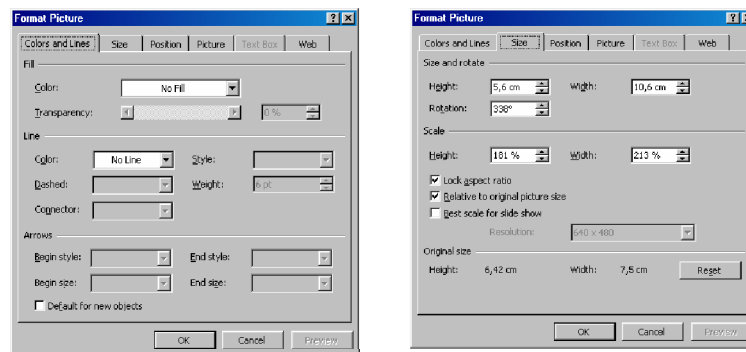 Format Picture
Colors and Lines Size Position Picture Text Box Web
Fill
Color: No Fill
Transparency: 0 %
Line
Color: No Line Style:
Dashed: Weight: 6 pt
Connector:
Arrows
Begin style: End style:
Begin size: End size:
Default for new objects
OK Cancel Preview
Format Picture
Colors and Lines Size Position Picture Text Box Web
Size and rotate
Height: 5,6 cm Width: 10,6 cm
Rotation: 338°
Scale
Height: 181 % Width: 213 %
Lock aspect ratio
Relative to original picture size
Best scale for slide show
Resolution: 640 x 480
Original size
Height: 6,42 cm Width: 7,5 cm Reset
OK Cancel Preview